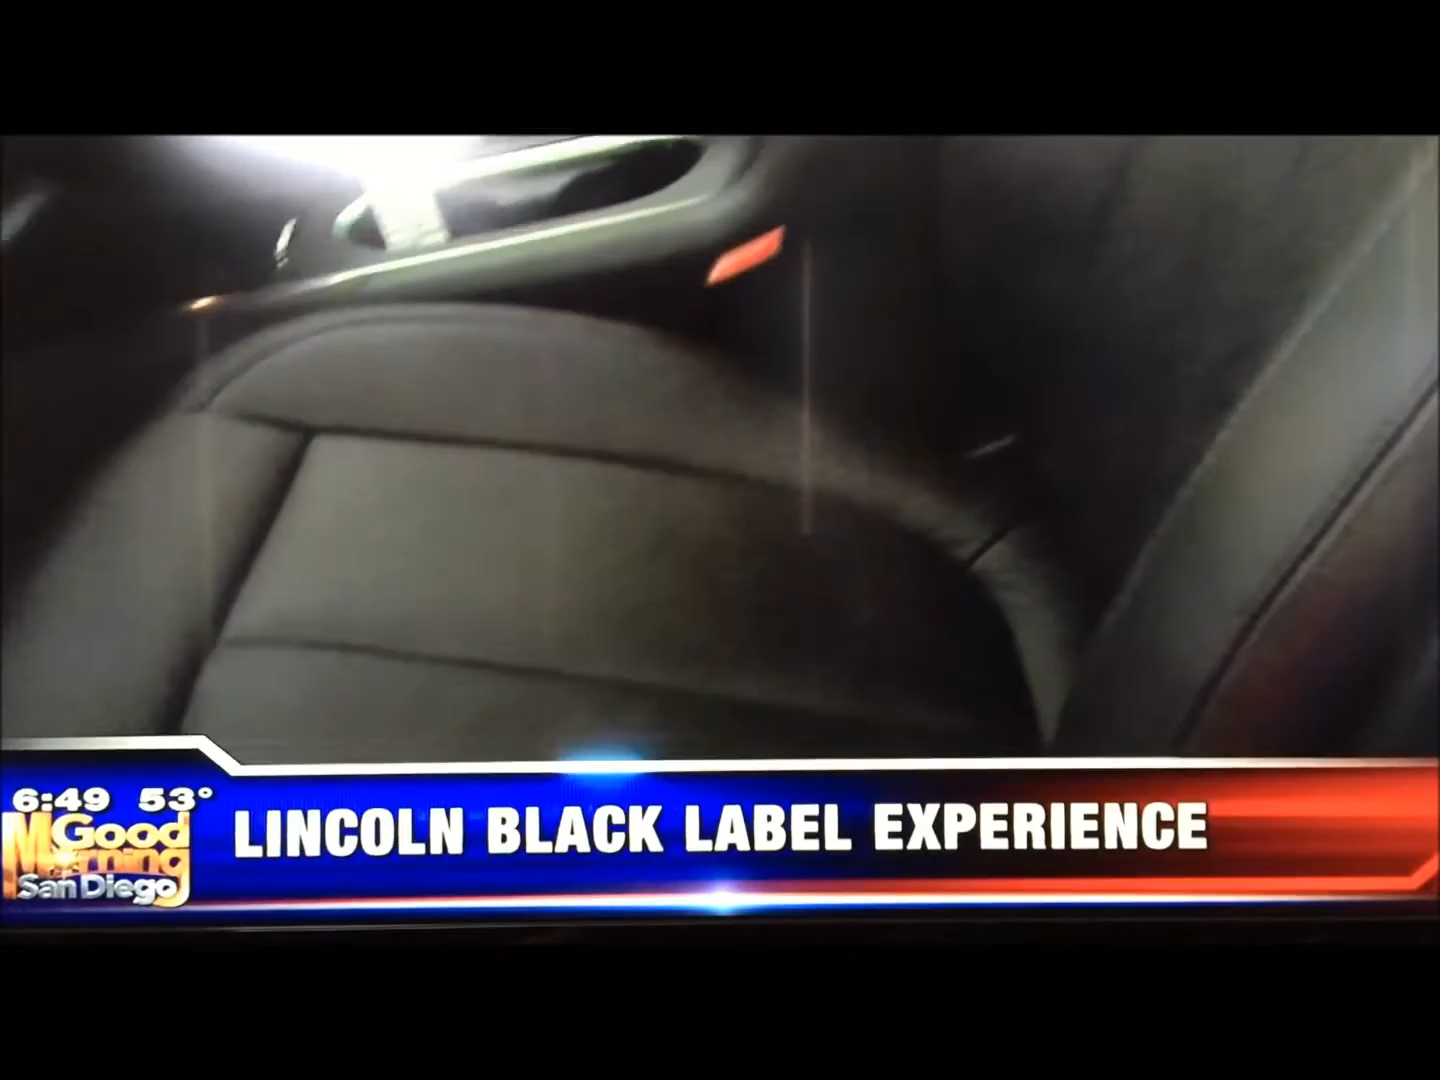 6:49 53°
Good
Morning
San Diego
LINCOLN BLACK LABEL EXPERIENCE